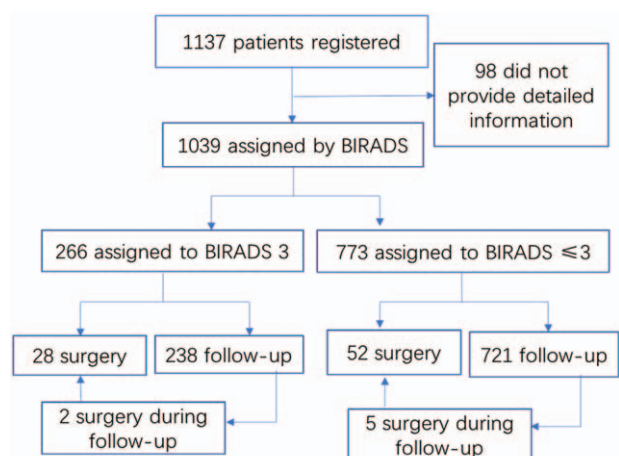 1137 patients registered
98 did not
provide detailed
information
1039 assigned by BIRADS
266 assigned to BIRADS 3
773 assigned to BIRADS ≤3
28 surgery
238 follow-up
52 surgery
721 follow-up
2 surgery during
follow-up
5 surgery during
follow-up